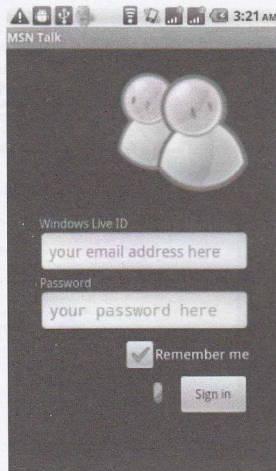 3:21 AM
MSN Talk
Windows Live ID
your email address here
Password
your password here
Remember me
Sign in